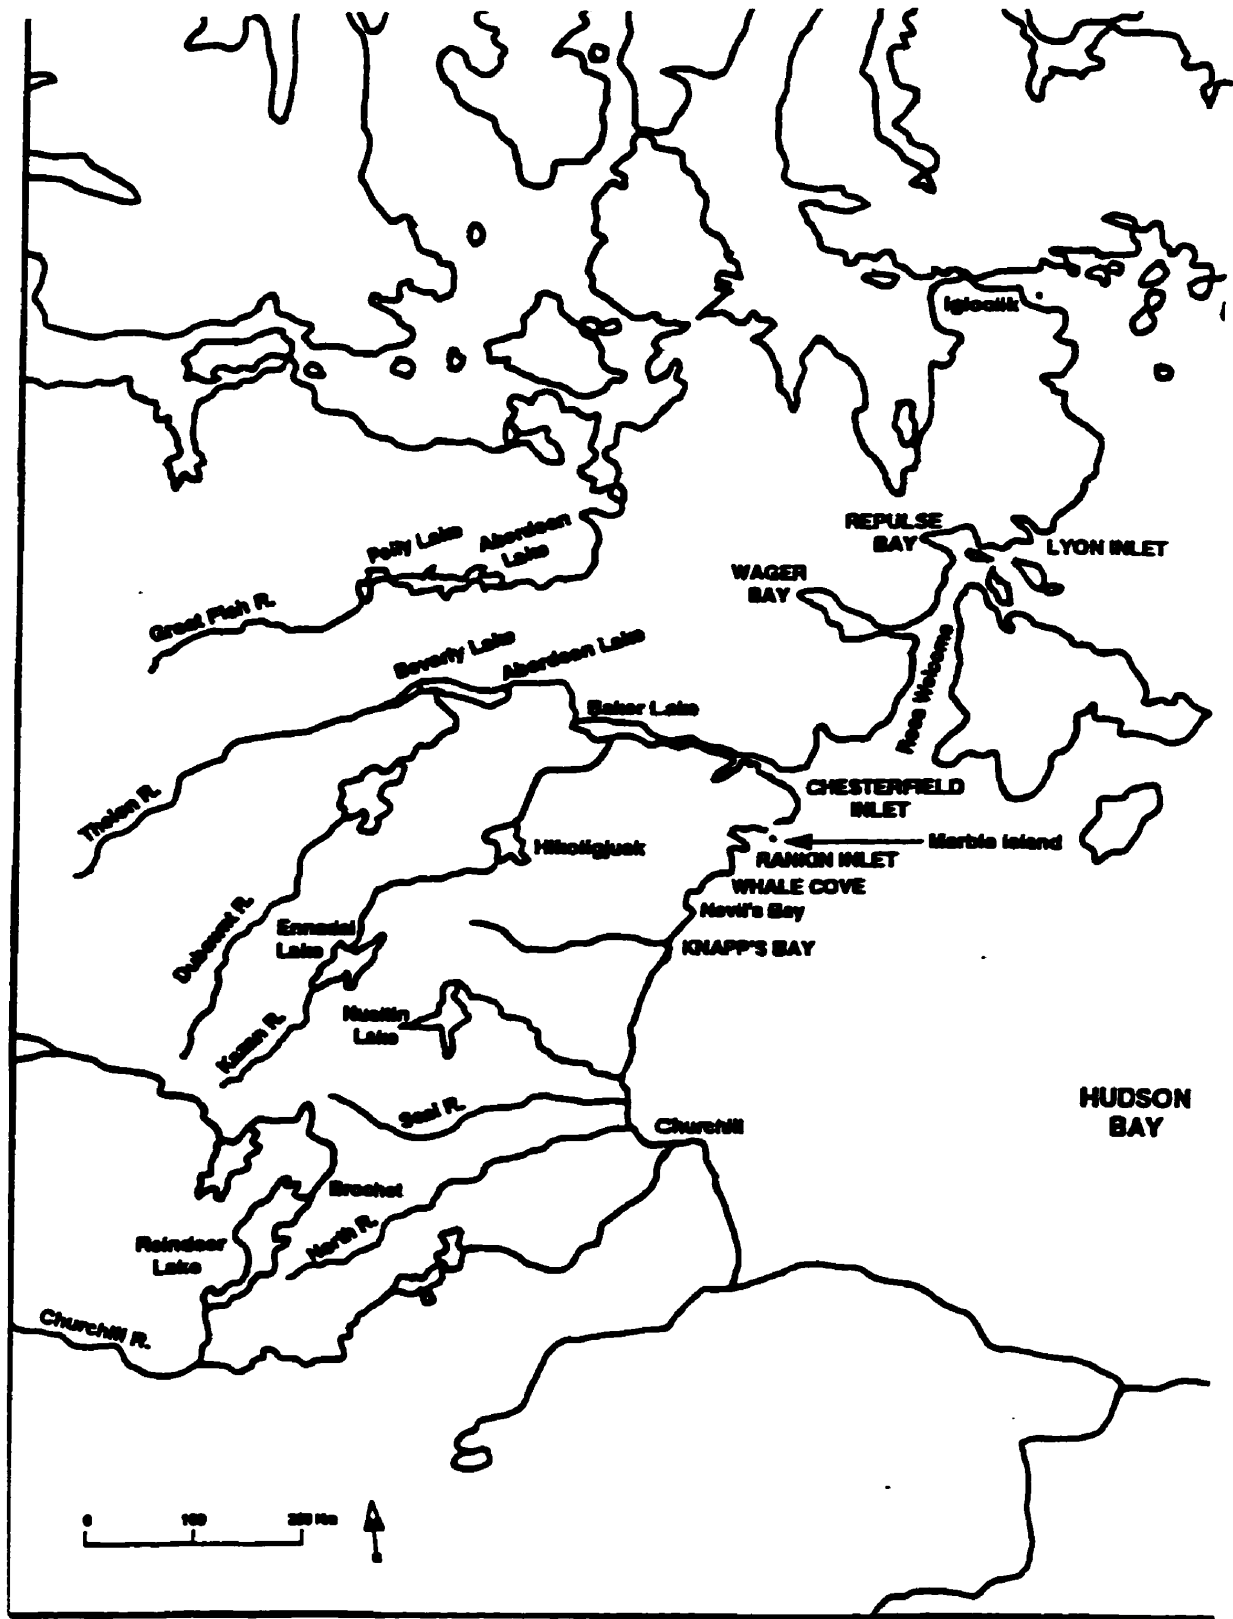 Igloolik
REPULSE
BAY
LYON INLET
Pelly Lake
Aberdeen
Lake
WAGER
BAY
Great Fish R.
Beverly Lake
Aberdeen Lake
Roes Welcome
Baker Lake
Thelon R.
CHESTERFIELD
INLET
Marble Island
Hikoligjuak
RANKIN INLET
WHALE COVE
Nevil's Bay
Dubawnt R.
Ennadai
Lake
KNAPP'S BAY
Nueltin
Lake
Kazan R.
Seal R.
HUDSON
BAY
Churchill
Brochet
North R.
Reindeer
Lake
Churchill R.
0 100 200 Km